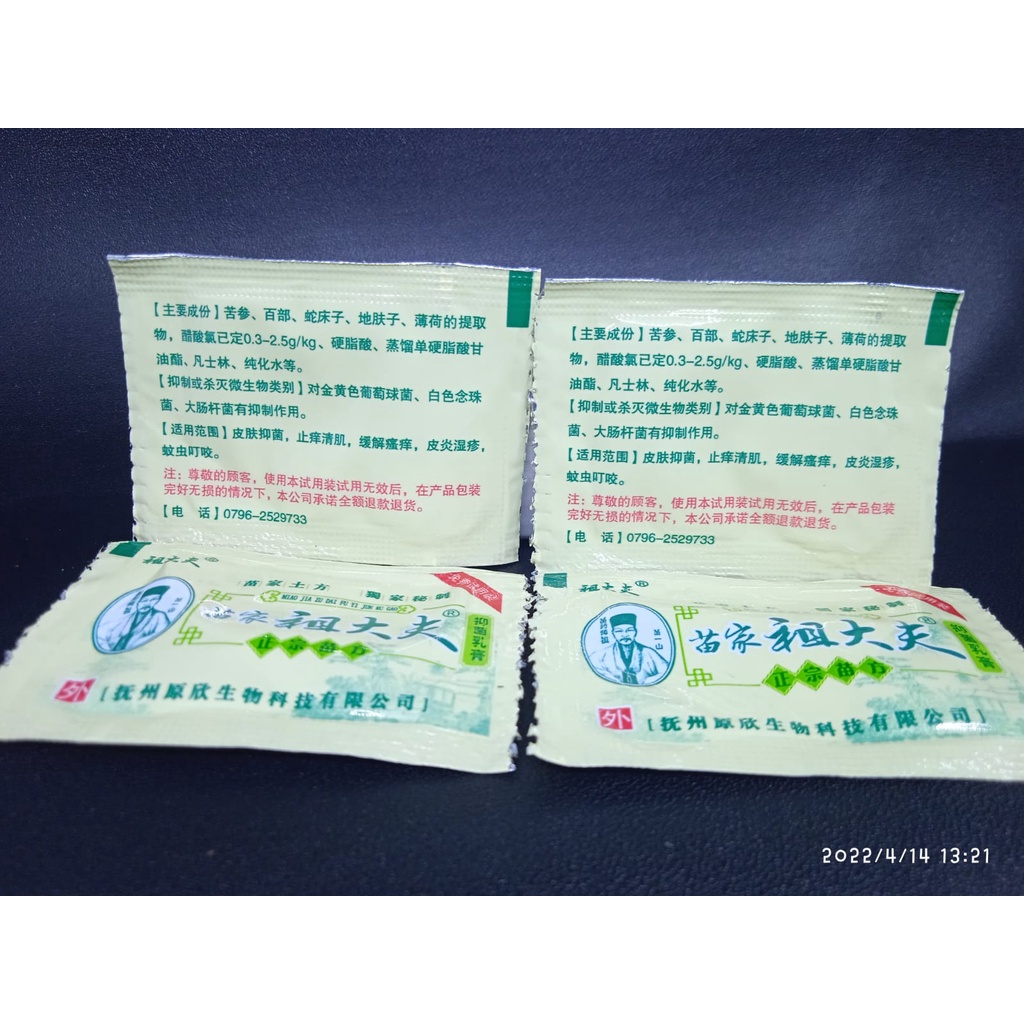 【主要成份】苦参、百部、蛇床子、地肤子、薄荷的提取
物，醋酸氯已定0.3-2.5g/kg、硬脂酸、蒸馏单硬脂酸甘
油酯、凡士林、纯化水等。
【抑制或杀灭微生物类别】对金黄色葡萄球菌、白色念珠
菌、大肠杆菌有抑制作用。
【适用范围】皮肤抑菌，止痒清肌，缓解瘙痒，皮炎湿疹，
蚊虫叮咬。
注：尊敬的顾客，使用本试用装试用无效后，在产品包装
完好无损的情况下，本公司承诺全额退款退货。
【电 话】0796-2529733
【主要成份】苦参、百部、蛇床子、地肤子、薄荷的提取
物，醋酸氯已定0.3-2.5g/kg、硬脂酸、蒸馏单硬脂酸甘
油酯、凡士林、纯化水等。
【抑制或杀灭微生物类别】对金黄色葡萄球菌、白色念珠
菌、大肠杆菌有抑制作用。
【适用范围】皮肤抑菌，止痒清肌，缓解瘙痒，皮炎湿疹，
蚊虫叮咬。
注：尊敬的顾客，使用本试用装试用无效后，在产品包装
完好无损的情况下，本公司承诺全额退款退货。
【电 话】0796-2529733
祖大夫®
苗家土方 獨家秘制
免费试用装
苗家祖大夫®
抑菌乳膏
正宗苗方
外
[抚州原欣生物科技有限公司]
祖大夫®
苗家祖大夫®
抑菌乳膏
正宗苗方
外
[抚州原欣生物科技有限公司]
2022/4/14 13:21